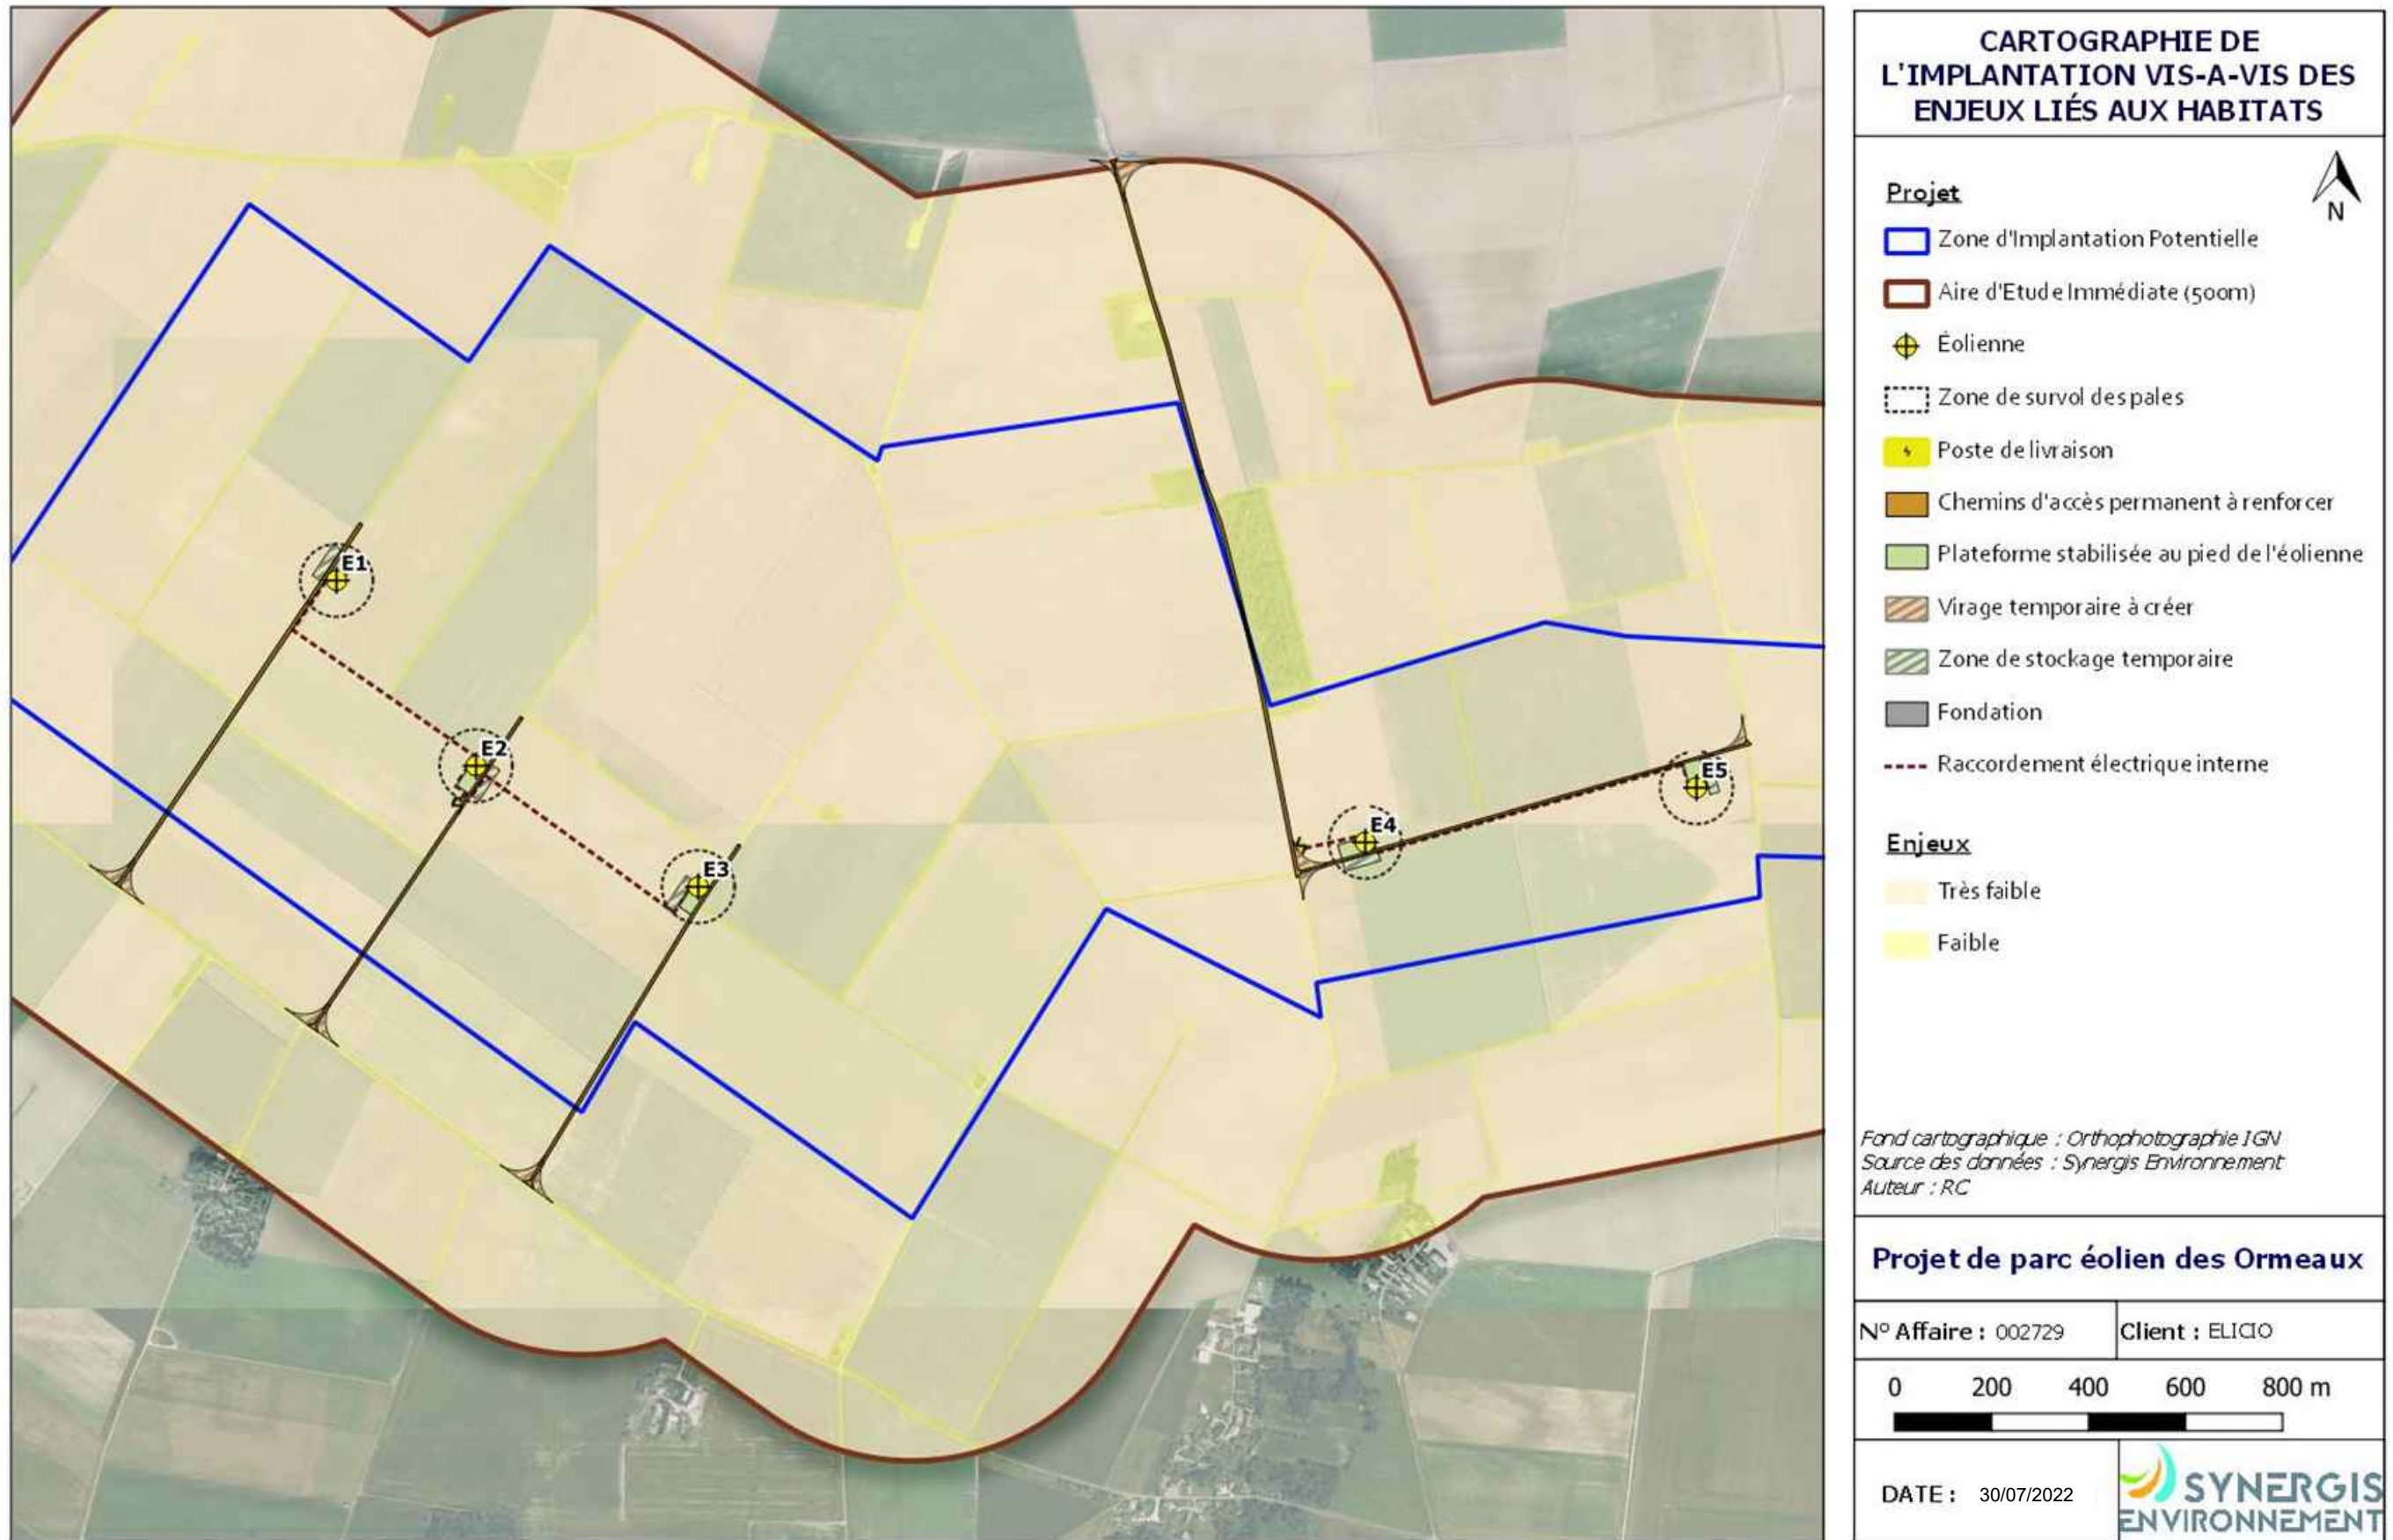 E1
E2
E3
E4
E5
CARTOGRAPHIE DE
L'IMPLANTATION VIS-A-VIS DES
ENJEUX LIÉS AUX HABITATS
N
Projet
Zone d'Implantation Potentielle
Aire d'Etude Immédiate (500m)
Éolienne
Zone de survol des pales
Poste de livraison
Chemins d'accès permanent à renforcer
Plateforme stabilisée au pied de l'éolienne
Virage temporaire à créer
Zone de stockage temporaire
Fondation
Raccordement électrique interne
Enjeux
Très faible
Faible
Fond cartographique : Orthophotographie IGN
Source des données : Synergis Environnement
Auteur : RC
Projet de parc éolien des Ormeaux
N° Affaire : 002729
Client : ELICIO
0 200 400 600 800 m
DATE : 30/07/2022
SYNERGIS
ENVIRONNEMENT